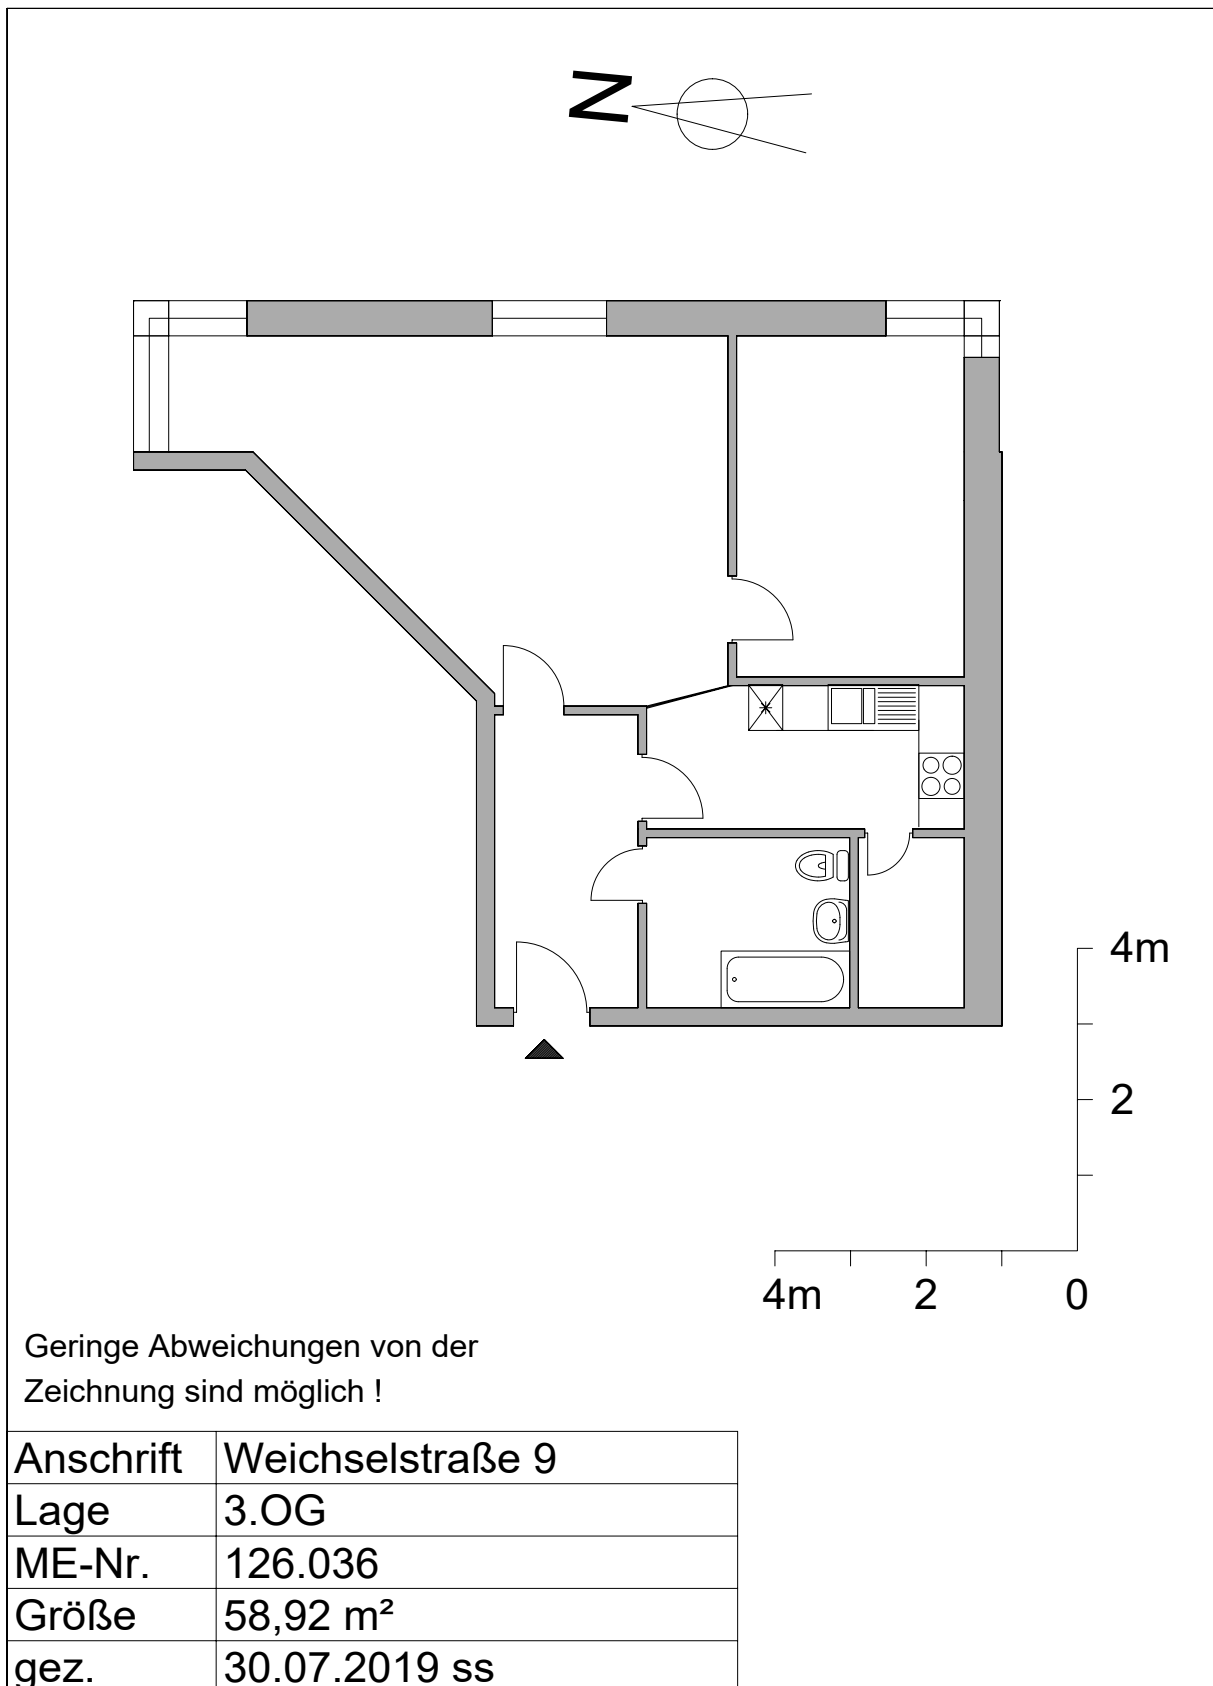 N
4m
2
4m 2 0
Geringe Abweichungen von der
Zeichnung sind möglich !
Anschrift Weichselstraße 9
Lage 3.OG
ME-Nr. 126.036
Größe 58,92 m²
gez. 30.07.2019 ss